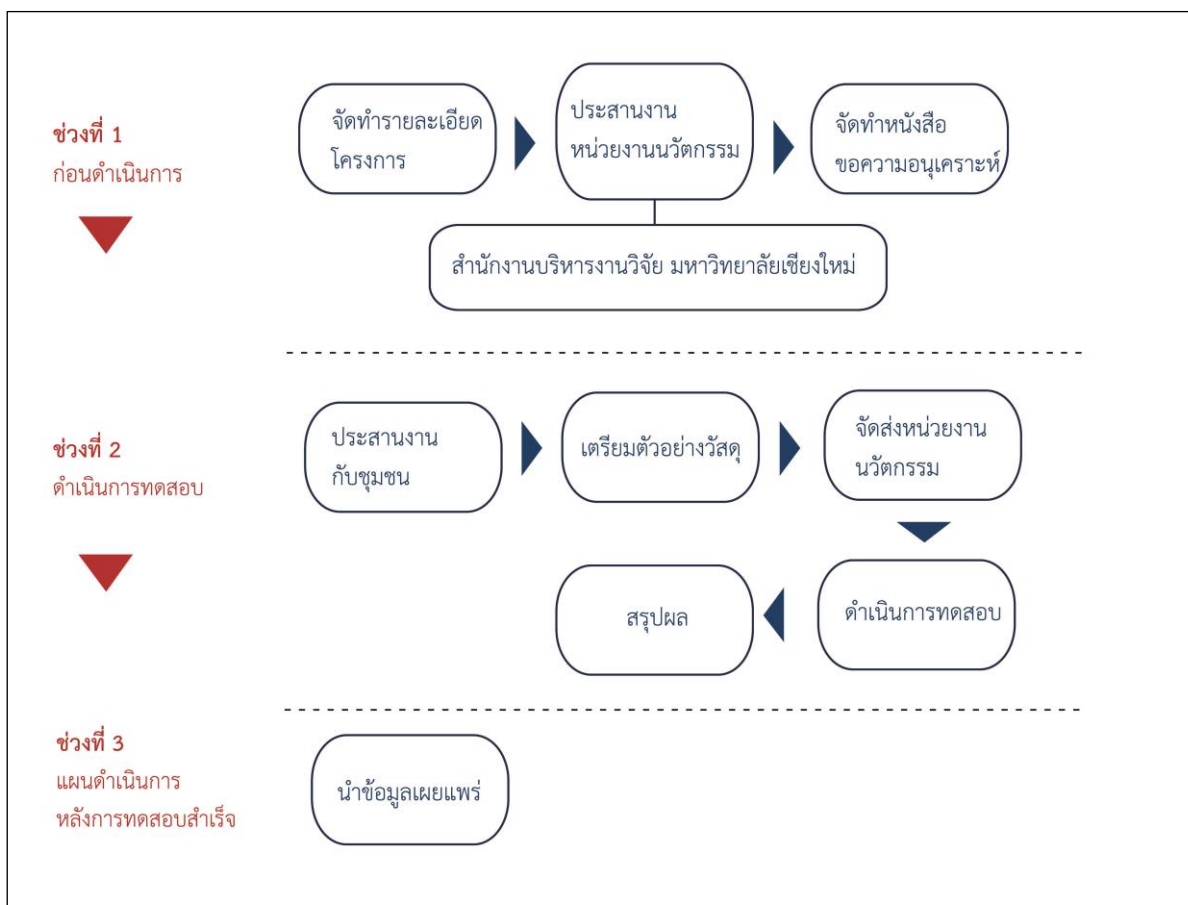 ช่วงที่ 1
ก่อนดำเนินการ
จัดทำรายละเอียด
โครงการ
ประสานงาน
หน่วยงานนวัตกรรม
จัดทำหนังสือ
ขอความอนุเคราะห์
สำนักงานบริหารงานวิจัย มหาวิทยาลัยเชียงใหม่
ช่วงที่ 2
ดำเนินการทดสอบ
ประสานงาน
กับชุมชน
เตรียมตัวอย่างวัสดุ
จัดส่งหน่วยงาน
นวัตกรรม
ดำเนินการทดสอบ
สรุปผล
ช่วงที่ 3
แผนดำเนินการ
หลังการทดสอบสำเร็จ
นำข้อมูลเผยแพร่